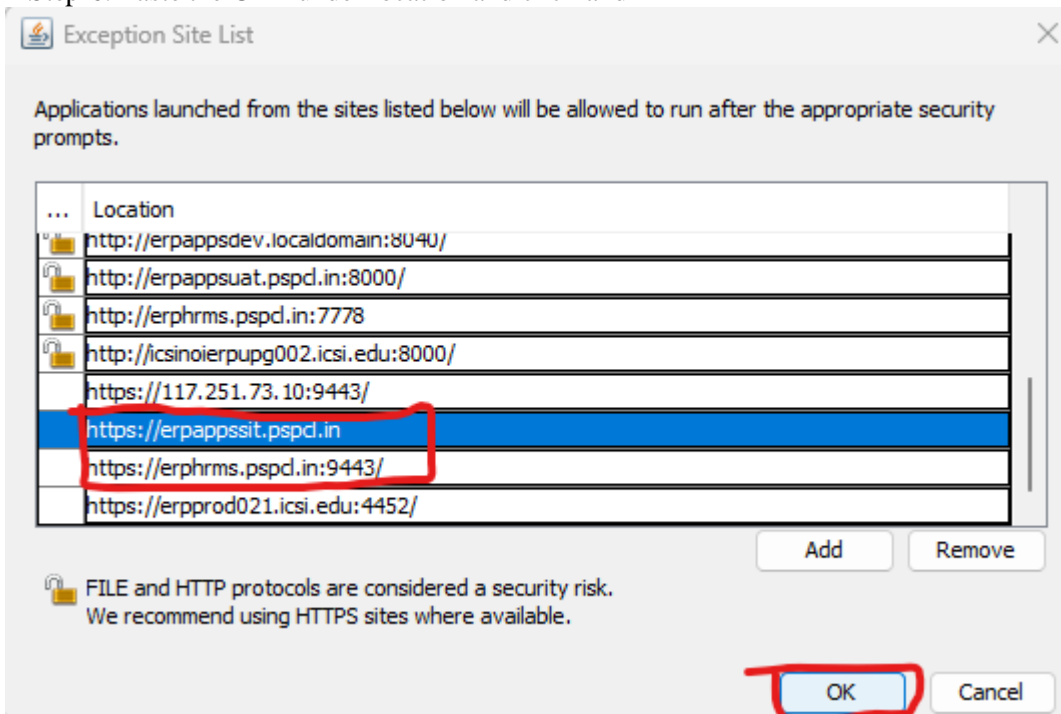 Exception Site List
Applications launched from the sites listed below will be allowed to run after the appropriate security
prompts.
... Location
http://erpappsdev.localdomain:8040/
http://erpappsuat.pspcl.in:8000/
http://erphrms.pspcl.in:7778
http://icsinoierpupg002.icsi.edu:8000/
https://117.251.73.10:9443/
https://erpappssit.pspcl.in
https://erphrms.pspcl.in:9443/
https://erpprod021.icsi.edu:4452/
Add Remove
FILE and HTTP protocols are considered a security risk.
We recommend using HTTPS sites where available.
OK Cancel